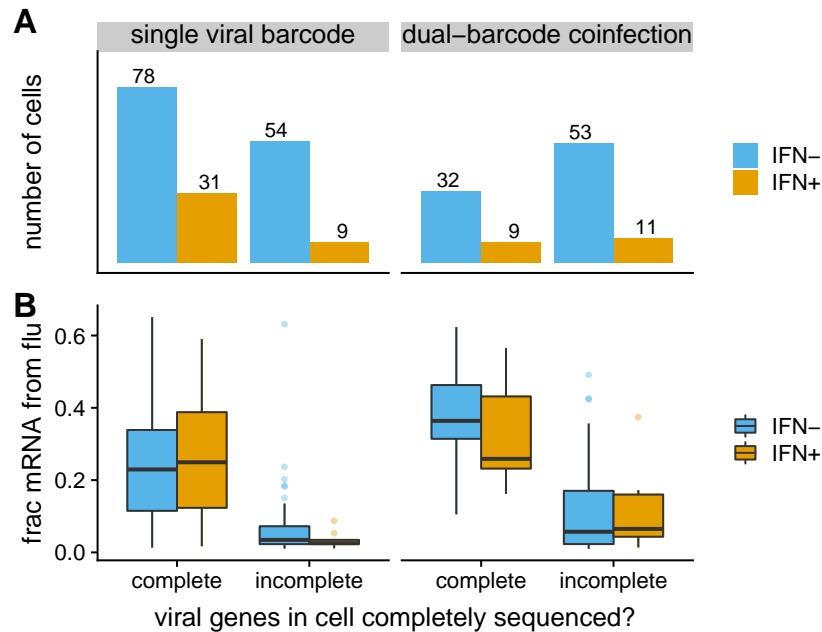 A
single viral barcode
dual−barcode coinfection
number of cells
78
31
54
9
32
9
53
11
IFN−
IFN+
B
frac mRNA from flu
0.6
0.4
0.2
0.0
IFN−
IFN+
complete
incomplete
complete
incomplete
viral genes in cell completely sequenced?